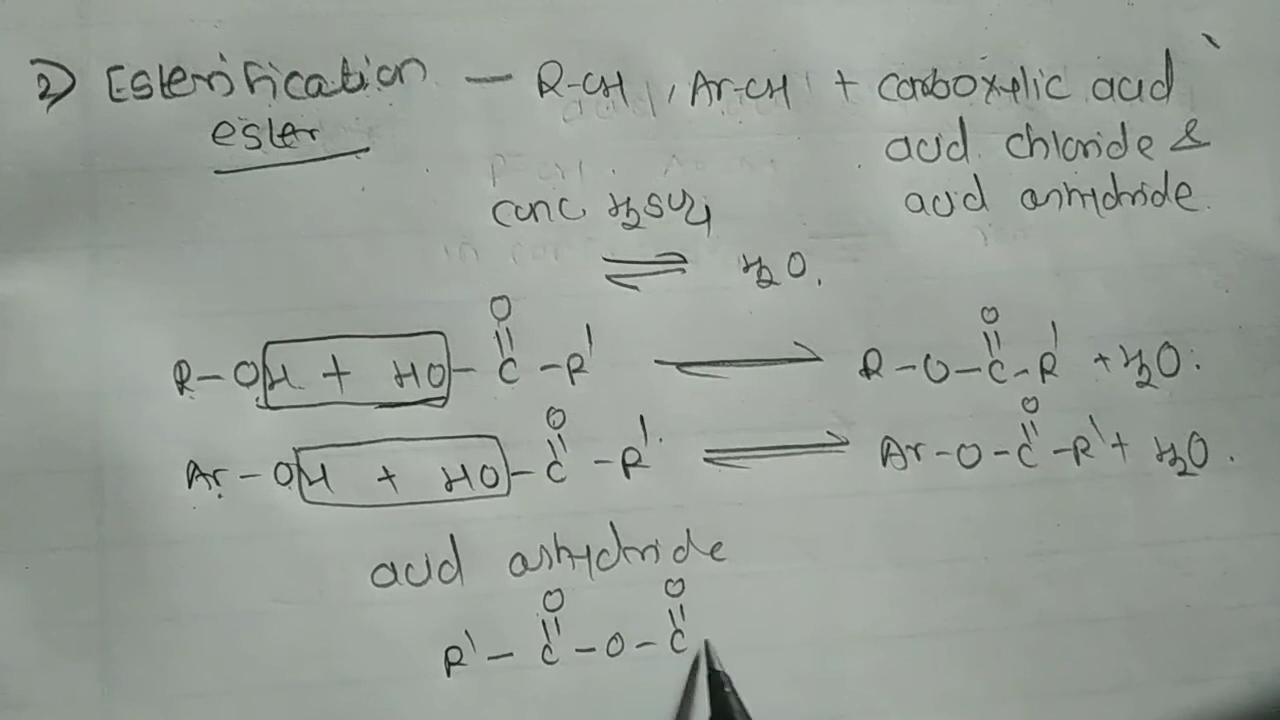 2) Esterification — R-OH, Ar-OH + carboxylic acid
ester
acid chloride &
acid anhydride.
conc H2SO4
⇌ H2O.
O
||
R-OH + HO-C-R' ⇌ R-O-C-R' + H2O.
O
||
Ar-OH + HO-C-R' ⇌ Ar-O-C-R' + H2O.
acid anhydride
O O
|| ||
R'-C-O-C